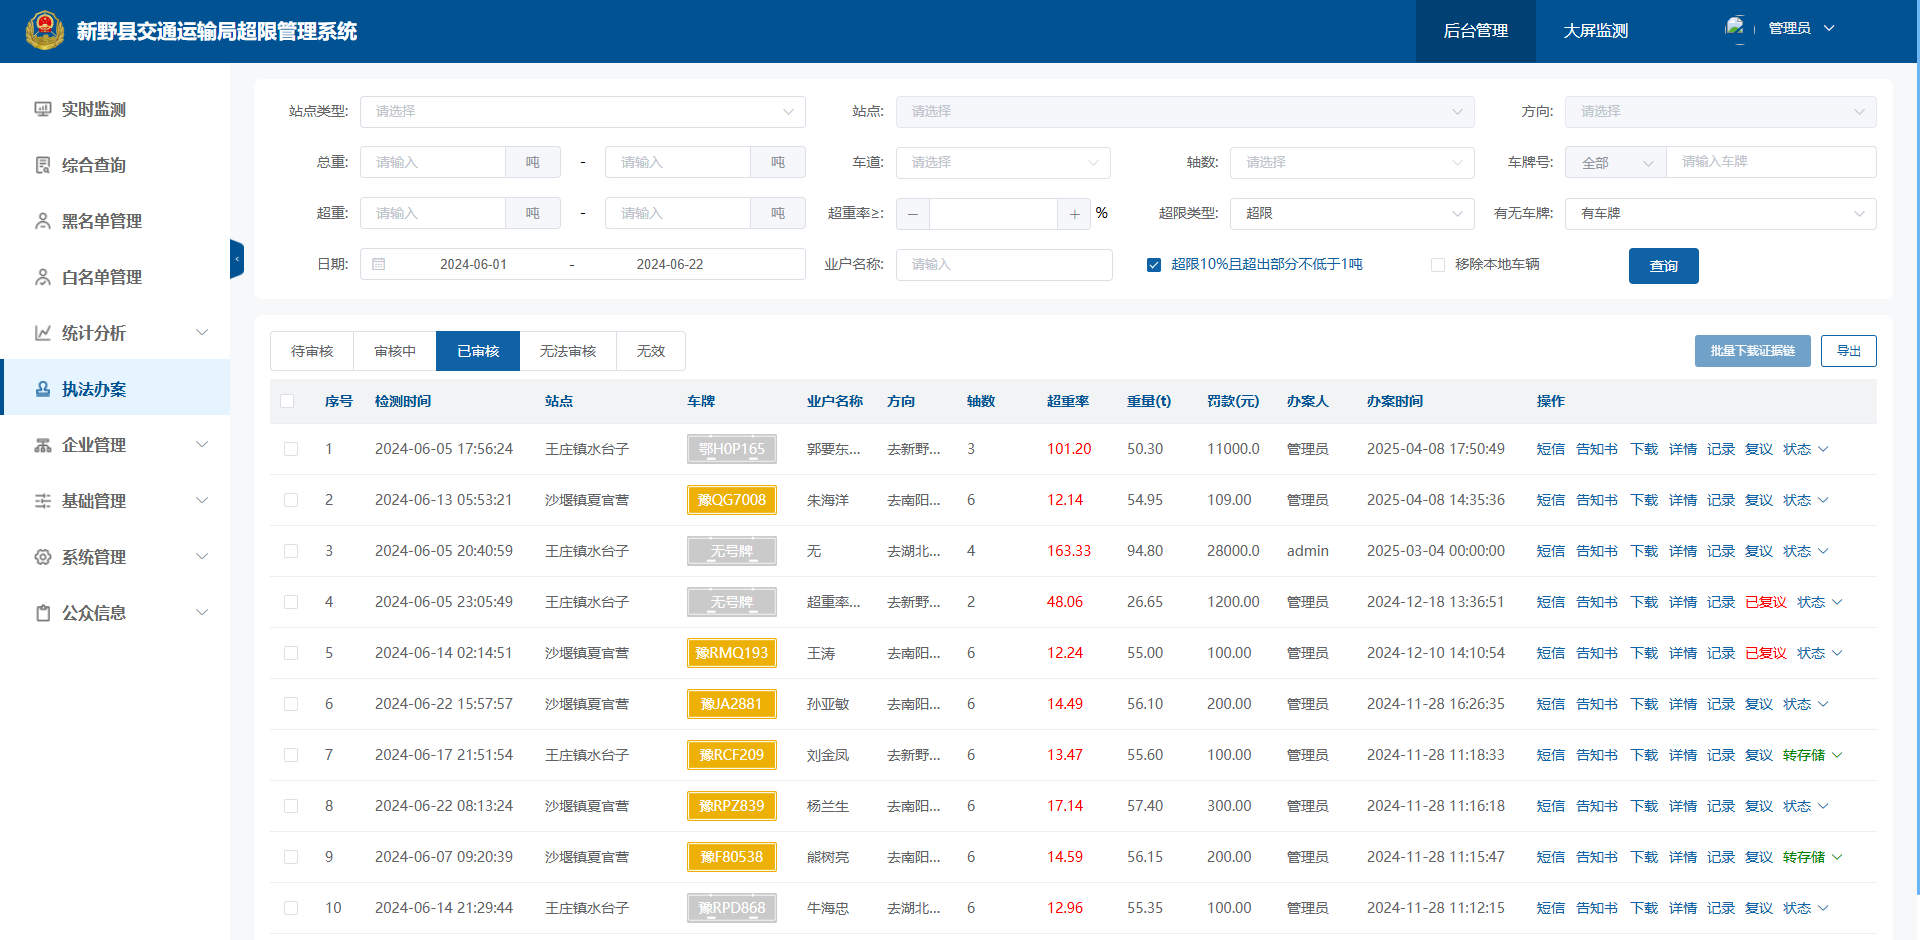 新野县交通运输局超限管理系统 后台管理 大屏监测 管理员
实时监测
综合查询
黑名单管理
白名单管理
统计分析
执法办案
企业管理
基础管理
系统管理
公众信息
站点类型: 请选择 站点: 请选择 方向: 请选择
总重: 请输入 吨 - 请输入 吨 车道: 请选择 轴数: 请选择 车牌号: 全部 请输入车牌
超重: 请输入 吨 - 请输入 吨 超重率≥: − + % 超限类型: 超限 有无车牌: 有车牌
日期: 2024-06-01 - 2024-06-22 业户名称: 请输入 超限10%且超出部分不低于1吨 移除本地车辆 查询
待审核 审核中 已审核 无法审核 无效 批量下载证据链 导出
序号 检测时间 站点 车牌 业户名称 方向 轴数 超重率 重量(t) 罚款(元) 办案人 办案时间 操作
1 2024-06-05 17:56:24 王庄镇水台子 鄂H0P165 郭要东... 去新野... 3 101.20 50.30 11000.0 管理员 2025-04-08 17:50:49 短信 告知书 下载 详情 记录 复议 状态
2 2024-06-13 05:53:21 沙堰镇夏官营 豫QG7008 朱海洋 去南阳... 6 12.14 54.95 109.00 管理员 2025-04-08 14:35:36 短信 告知书 下载 详情 记录 复议 状态
3 2024-06-05 20:40:59 王庄镇水台子 无号牌 无 去湖北... 4 163.33 94.80 28000.0 admin 2025-03-04 00:00:00 短信 告知书 下载 详情 记录 复议 状态
4 2024-06-05 23:05:49 王庄镇水台子 无号牌 超重率... 去新野... 2 48.06 26.65 1200.00 管理员 2024-12-18 13:36:51 短信 告知书 下载 详情 记录 已复议 状态
5 2024-06-14 02:14:51 沙堰镇夏官营 豫RMQ193 王涛 去南阳... 6 12.24 55.00 100.00 管理员 2024-12-10 14:10:54 短信 告知书 下载 详情 记录 已复议 状态
6 2024-06-22 15:57:57 沙堰镇夏官营 豫JA2881 孙亚敏 去南阳... 6 14.49 56.10 200.00 管理员 2024-11-28 16:26:35 短信 告知书 下载 详情 记录 复议 状态
7 2024-06-17 21:51:54 王庄镇水台子 豫RCF209 刘金凤 去新野... 6 13.47 55.60 100.00 管理员 2024-11-28 11:18:33 短信 告知书 下载 详情 记录 复议 转存储
8 2024-06-22 08:13:24 沙堰镇夏官营 豫RPZ839 杨兰生 去南阳... 6 17.14 57.40 300.00 管理员 2024-11-28 11:16:18 短信 告知书 下载 详情 记录 复议 状态
9 2024-06-07 09:20:39 沙堰镇夏官营 豫F80538 熊树亮 去南阳... 6 14.59 56.15 200.00 管理员 2024-11-28 11:15:47 短信 告知书 下载 详情 记录 复议 转存储
10 2024-06-14 21:29:44 王庄镇水台子 豫RPD868 牛海忠 去湖北... 6 12.96 55.35 100.00 管理员 2024-11-28 11:12:15 短信 告知书 下载 详情 记录 复议 状态